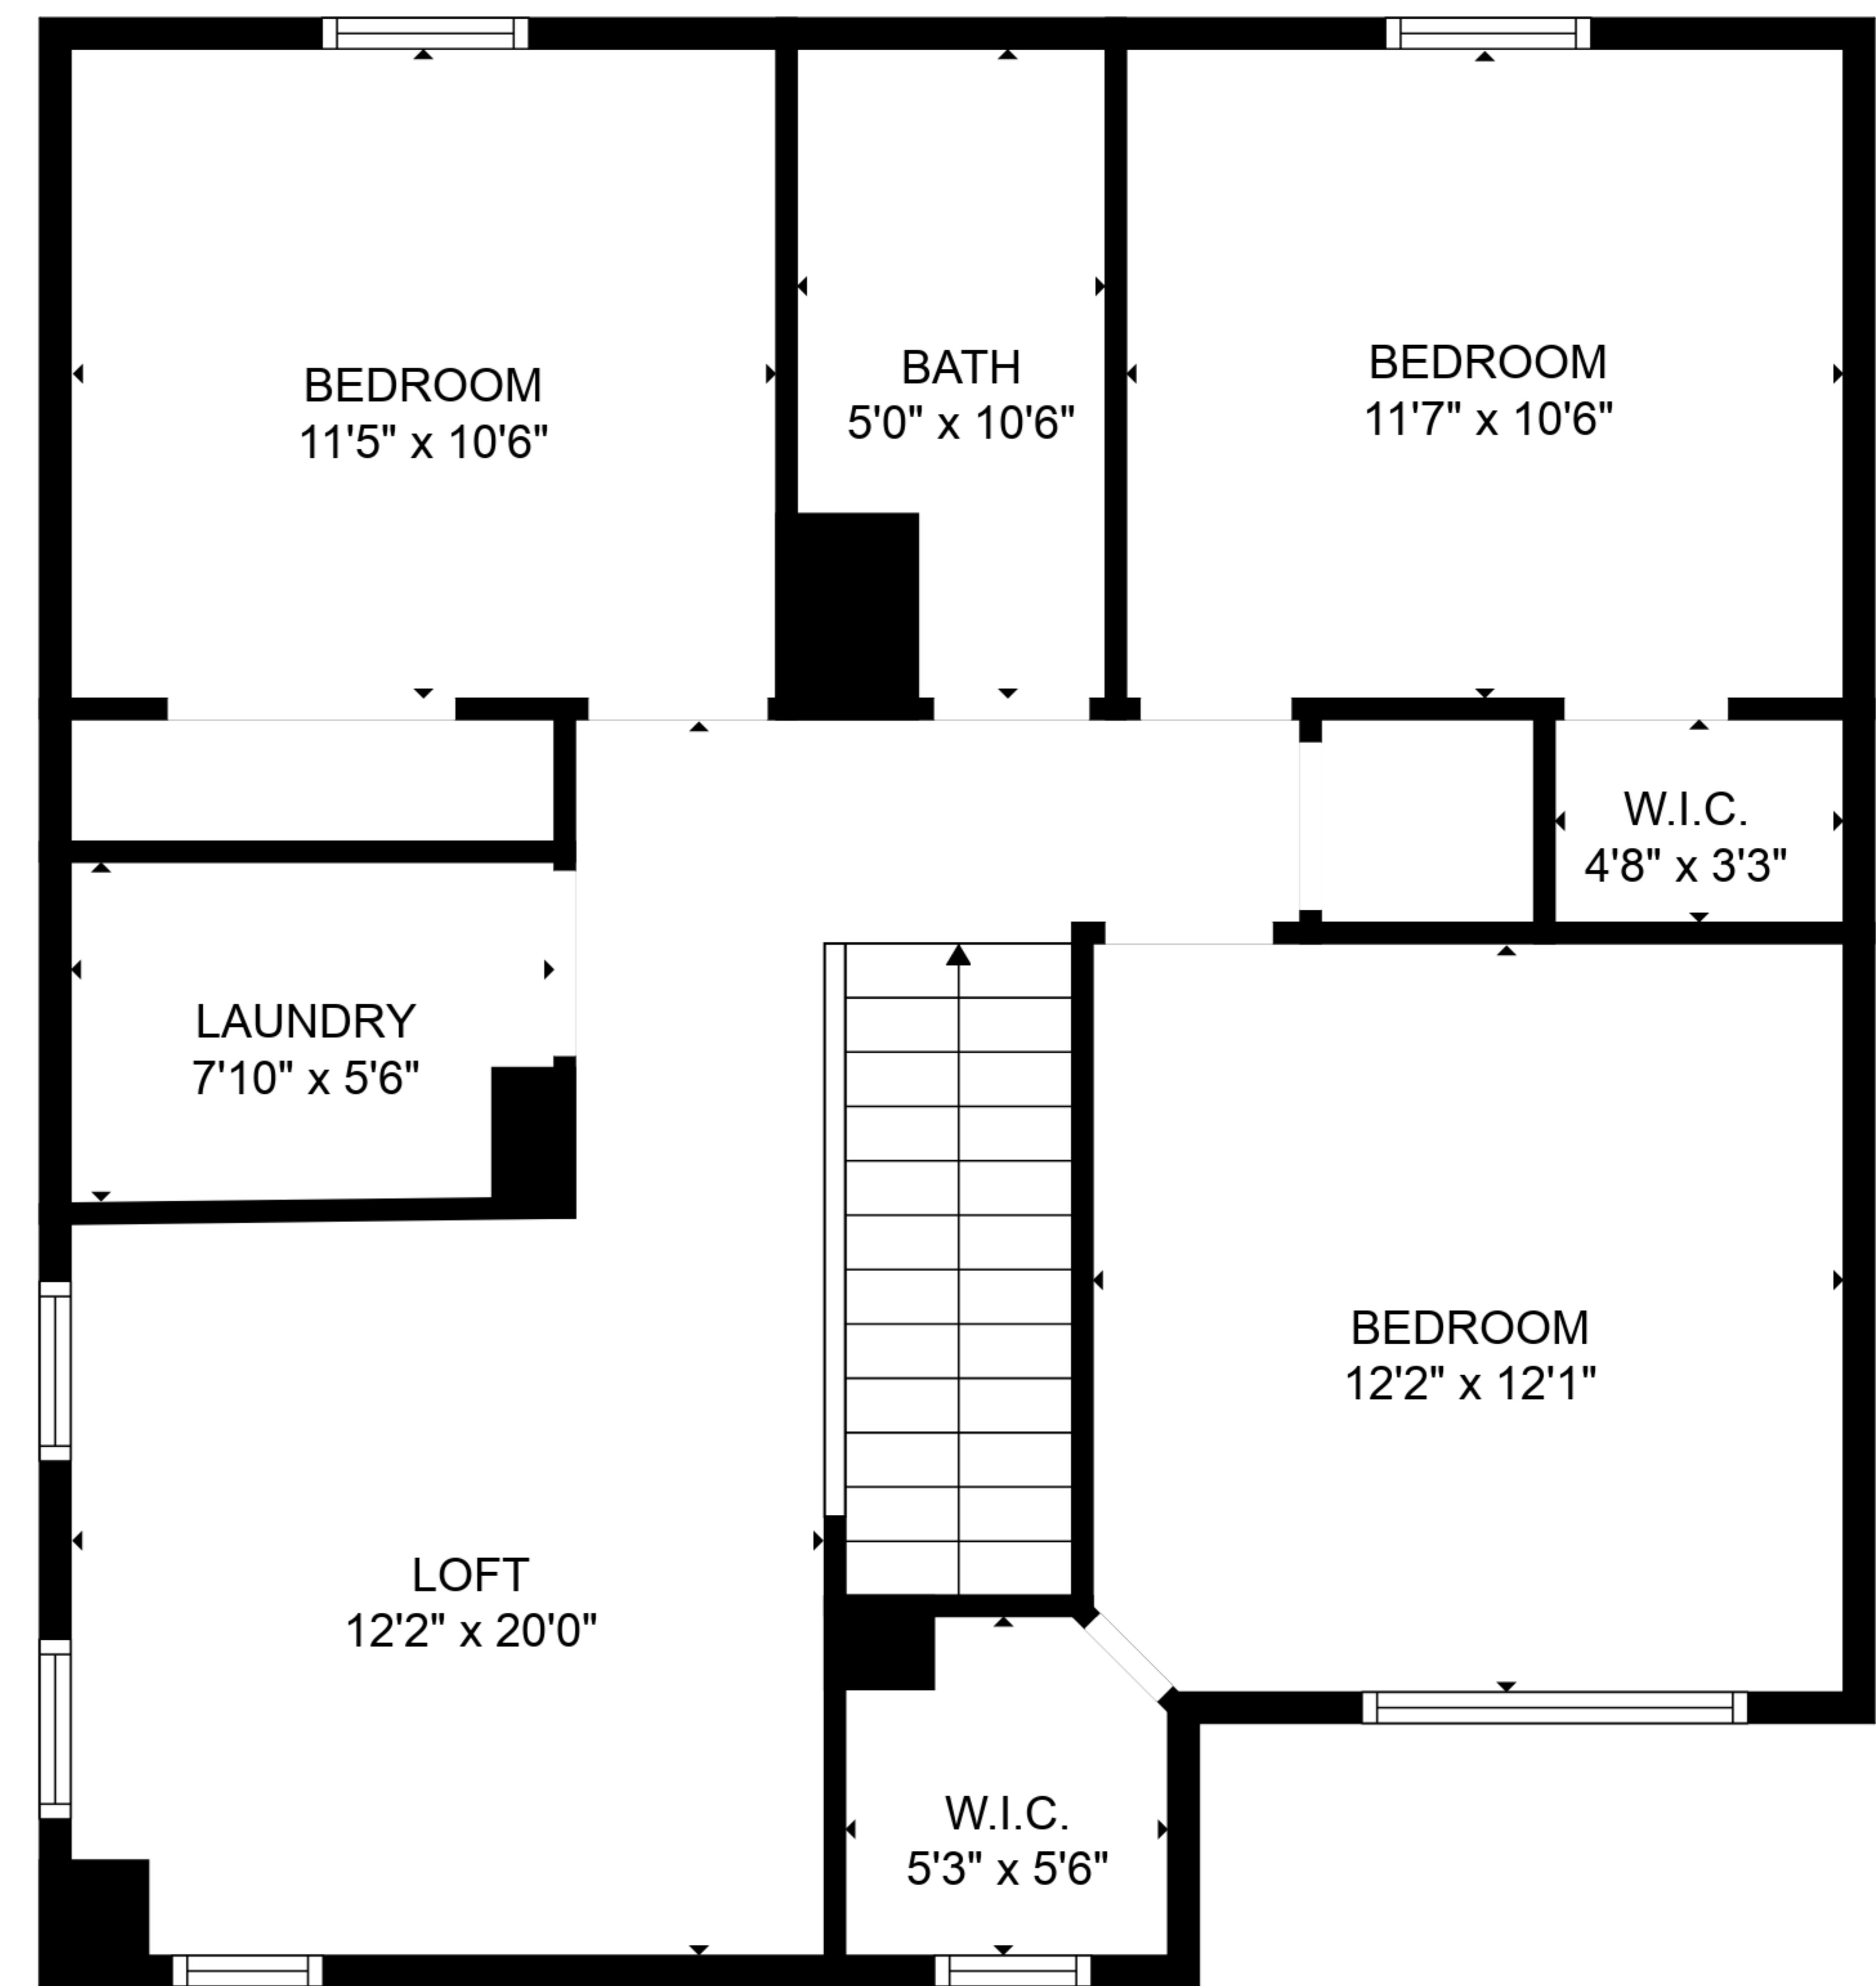 BEDROOM
11'5" x 10'6"
BATH
5'0" x 10'6"
BEDROOM
11'7" x 10'6"
W.I.C.
4'8" x 3'3"
LAUNDRY
7'10" x 5'6"
BEDROOM
12'2" x 12'1"
LOFT
12'2" x 20'0"
W.I.C.
5'3" x 5'6"